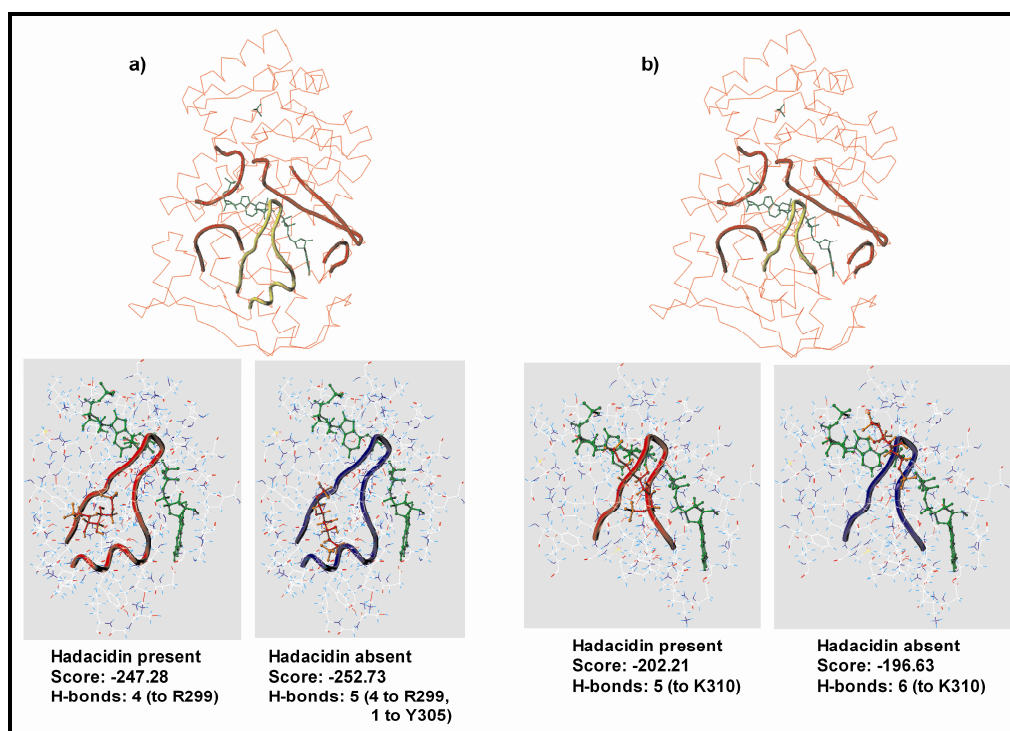 a)
b)
Hadacidin present
Score: -247.28
H-bonds: 4 (to R299)
Hadacidin absent
Score: -252.73
H-bonds: 5 (4 to R299,
1 to Y305)
Hadacidin present
Score: -202.21
H-bonds: 5 (to K310)
Hadacidin absent
Score: -196.63
H-bonds: 6 (to K310)